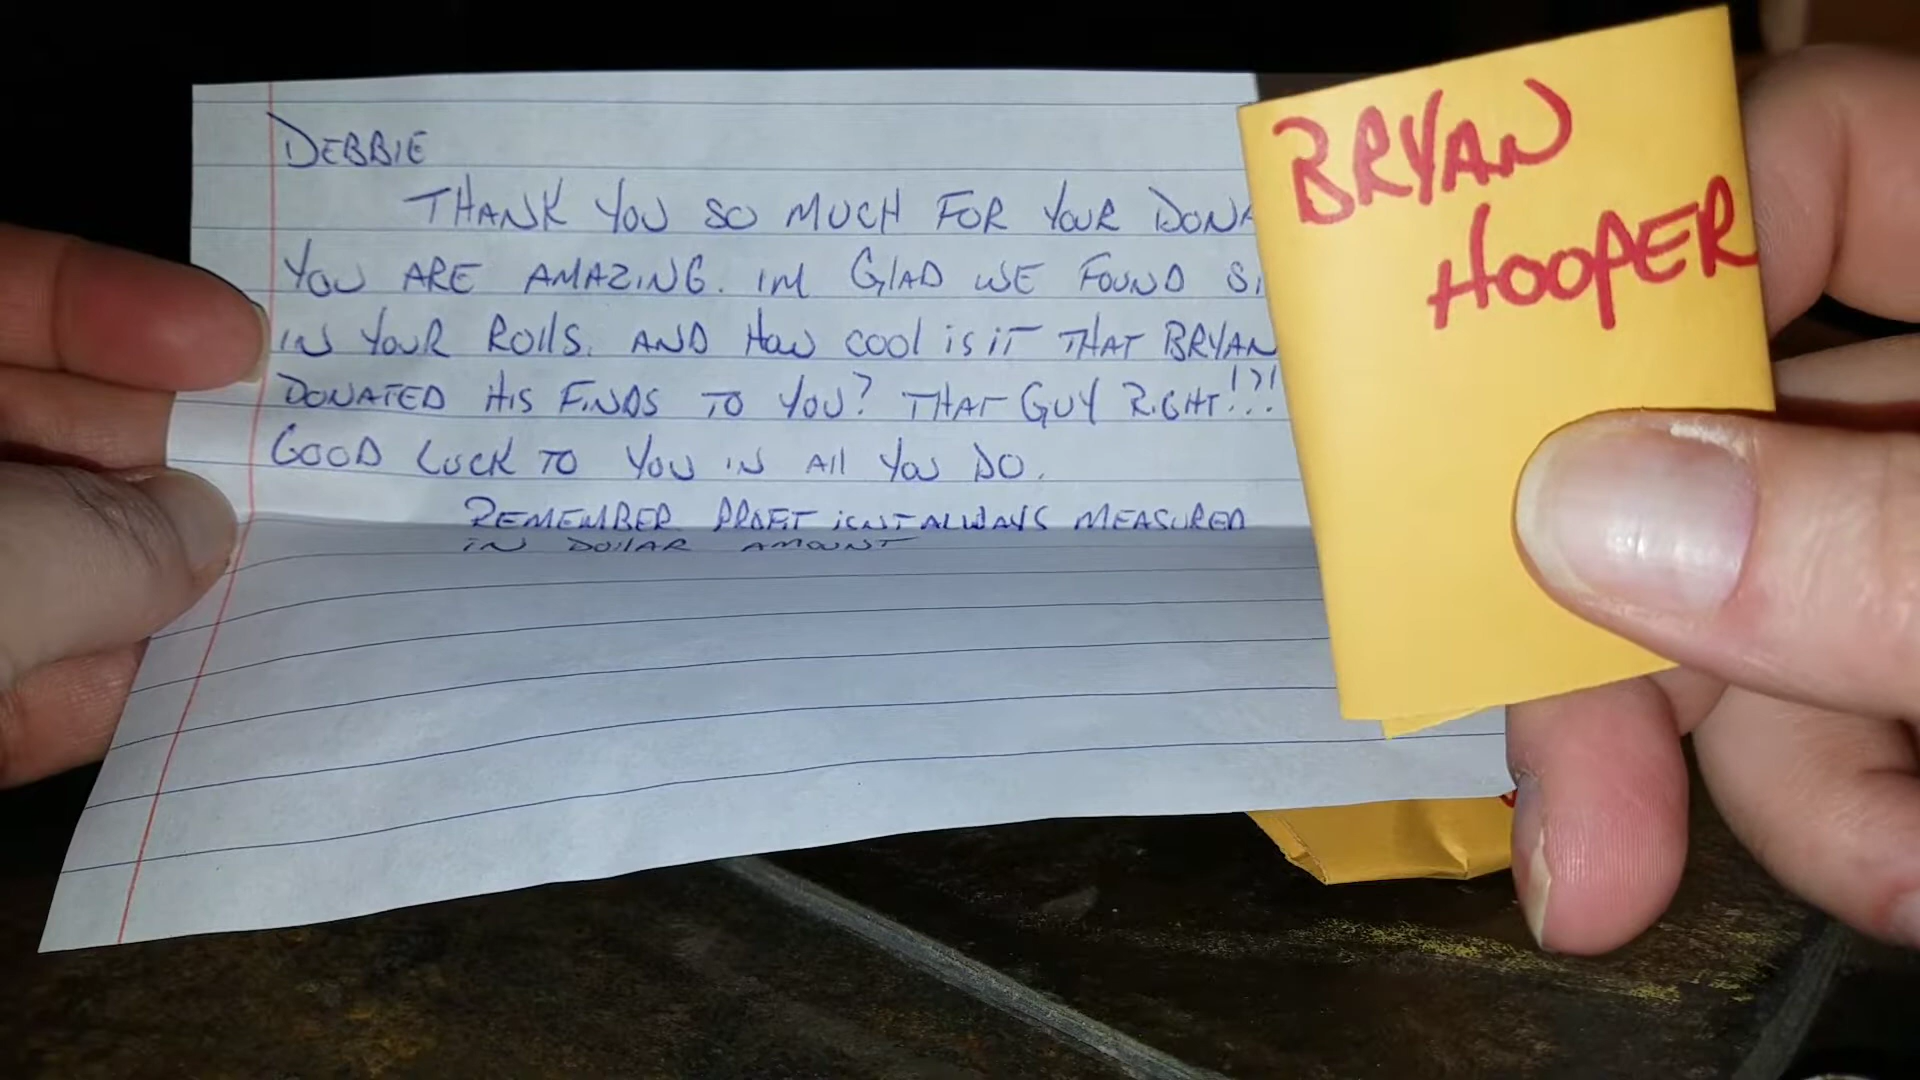 DEBBIE
THANK YOU SO MUCH FOR YOUR DONA
YOU ARE AMAZING. IM GLAD WE FOUND SI
IN YOUR ROllS. AND HOW COOl is iT THAT BRYAN
DONATED HIS FINDS TO YOU? THAT GUY RIGHT!?!
GOOD LUCK TO YOU IN All YOU DO.
REMEMBER PROFIT ISNT ALWAYS MEASURED
IN DOllAR AMOUNT
BRYAN
HOOPER